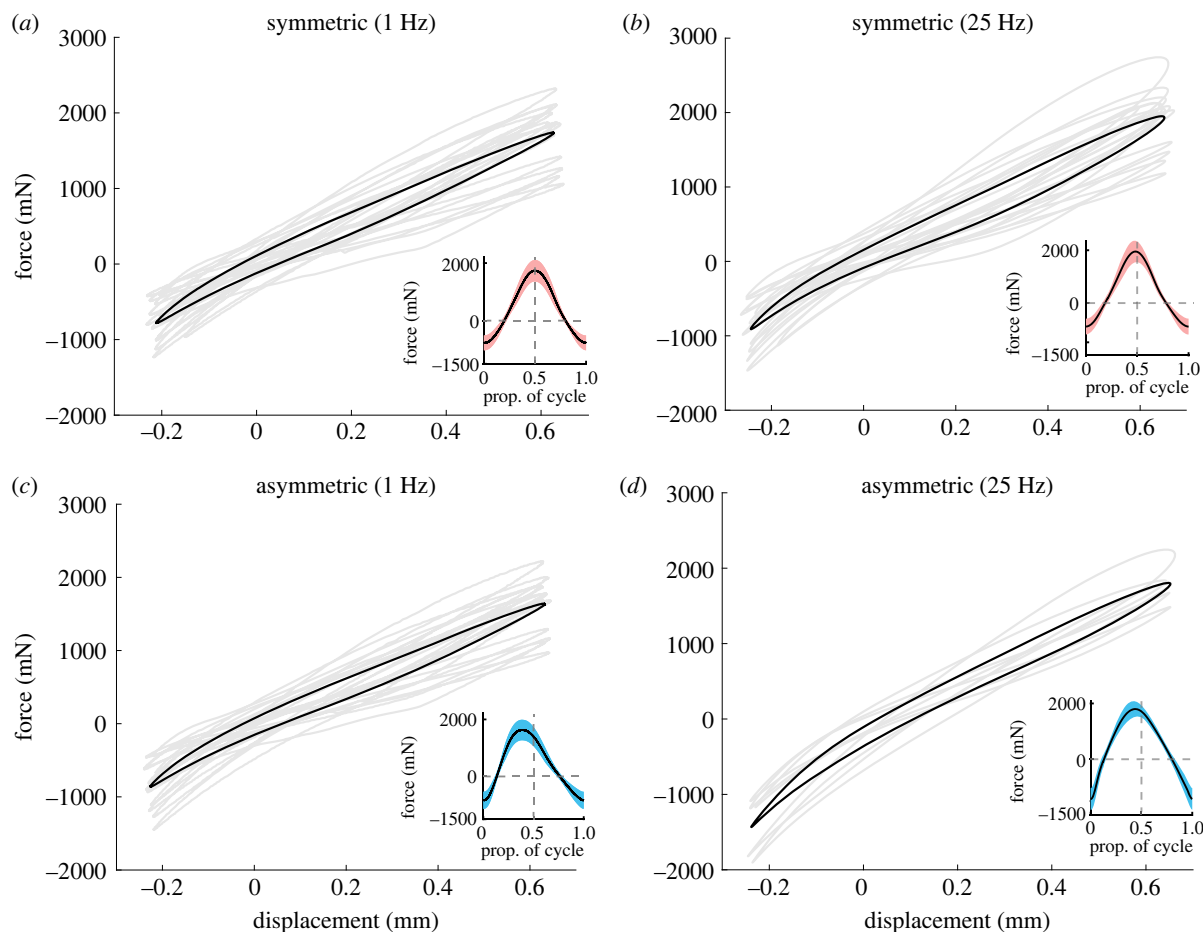 (a) symmetric (1 Hz)
3000
2000
1000
0
–1000
–2000
force (mN)
–0.2 0 0.2 0.4 0.6
2000
0
–1500
force (mN)
0 0.5 1.0
prop. of cycle
(b) symmetric (25 Hz)
3000
2000
1000
0
–1000
–2000
–0.2 0 0.2 0.4 0.6
2000
0
–1500
force (mN)
0 0.5 1.0
prop. of cycle
(c) asymmetric (1 Hz)
3000
2000
1000
0
–1000
–2000
force (mN)
–0.2 0 0.2 0.4 0.6
displacement (mm)
2000
0
–1500
force (mN)
0 0.5 1.0
prop. of cycle
(d) asymmetric (25 Hz)
3000
2000
1000
0
–1000
–2000
–0.2 0 0.2 0.4 0.6
displacement (mm)
2000
0
–1500
force (mN)
0 0.5 1.0
prop. of cycle